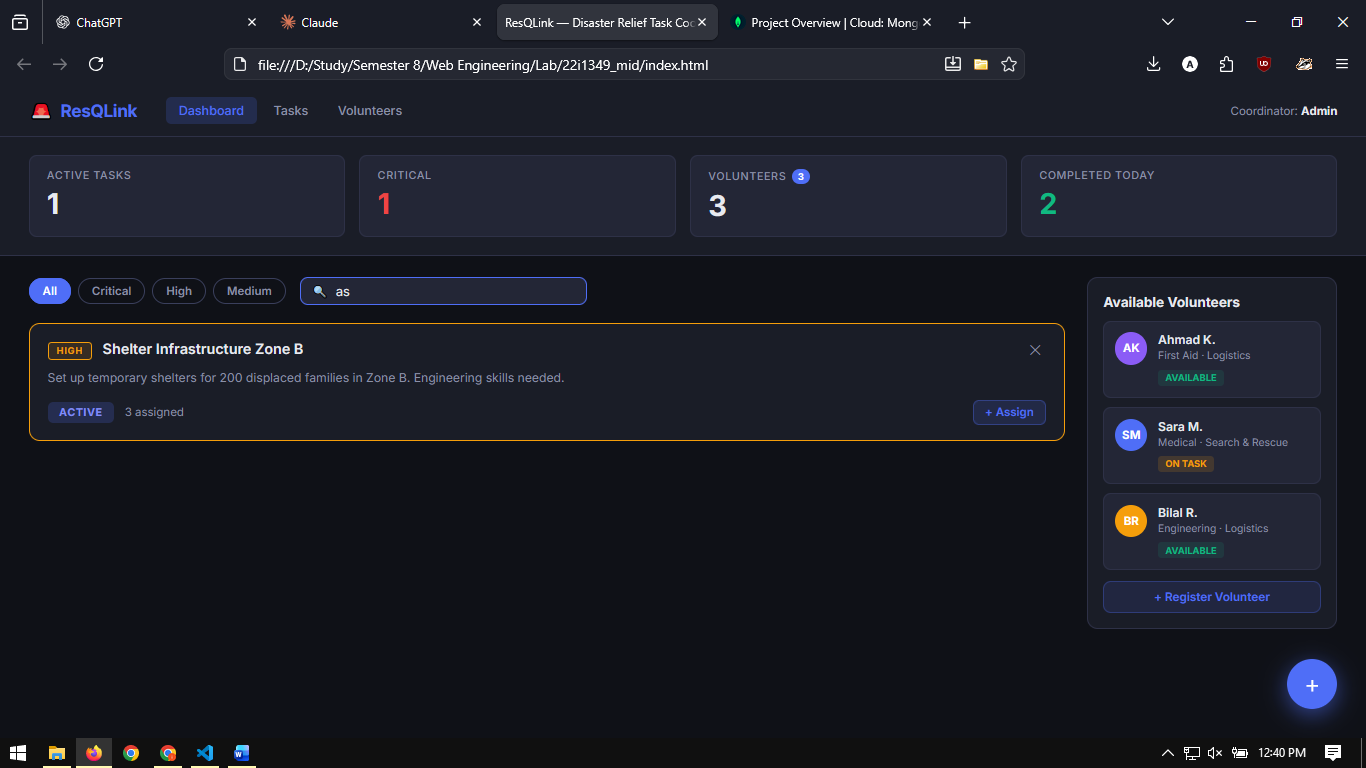 ChatGPT
Claude
ResQLink — Disaster Relief Task Coo
Project Overview | Cloud: Mong
file:///D:/Study/Semester 8/Web Engineering/Lab/22i1349_mid/index.html
A
ResQLink
Dashboard
Tasks
Volunteers
Coordinator: Admin
ACTIVE TASKS
1
CRITICAL
1
VOLUNTEERS 3
3
COMPLETED TODAY
2
All
Critical
High
Medium
as
HIGH Shelter Infrastructure Zone B
Set up temporary shelters for 200 displaced families in Zone B. Engineering skills needed.
ACTIVE 3 assigned
+ Assign
Available Volunteers
AK
Ahmad K.
First Aid · Logistics
AVAILABLE
SM
Sara M.
Medical · Search & Rescue
ON TASK
BR
Bilal R.
Engineering · Logistics
AVAILABLE
+ Register Volunteer
+
12:40 PM